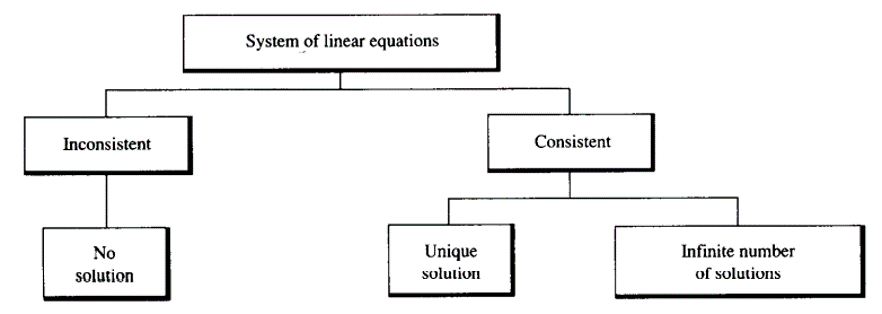 System of linear equations
Inconsistent
Consistent
No
solution
Unique
solution
Infinite number
of solutions